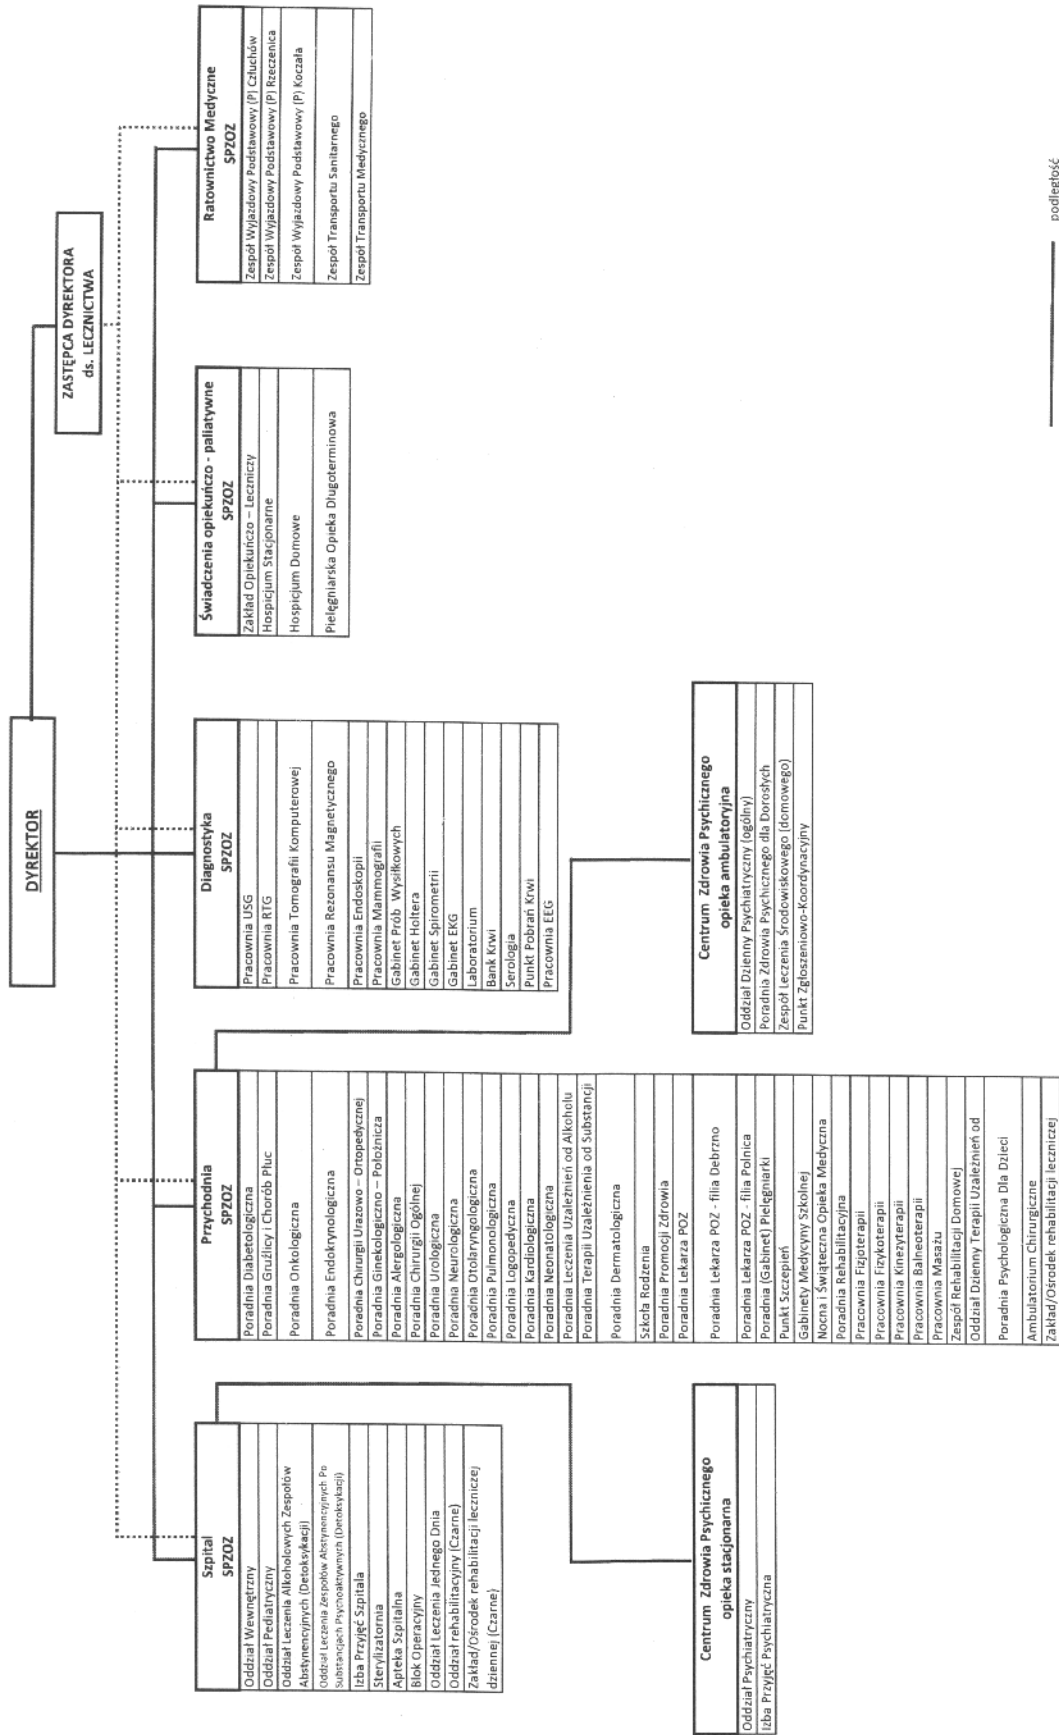 DYREKTOR
ZASTĘPCA DYREKTORA
ds. LECZNICTWA
Szpital
SPZOZ
Oddział Wewnętrzny
Oddział Pediatryczny
Oddział Leczenia Alkoholowych Zespołów
Abstynencyjnych (Detoksykacji)
Oddział Leczenia Zespołów Abstynencyjnych Po
Substancjach Psychoaktywnych (Detoksykacji)
Izba Przyjęć Szpitala
Sterylizatornia
Apteka Szpitalna
Blok Operacyjny
Oddział Leczenia Jednego Dnia
Oddział rehabilitacyjny (Czarne)
Zakład/Ośrodek rehabilitacji leczniczej
dziennej (Czarne)
Przychodnia
SPZOZ
Poradnia Diabetologiczna
Poradnia Gruźlicy i Chorób Płuc
Poradnia Onkologiczna
Poradnia Endokrynologiczna
Poradnia Chirurgii Urazowo – Ortopedycznej
Poradnia Ginekologiczno – Położnicza
Poradnia Alergologiczna
Poradnia Chirurgii Ogólnej
Poradnia Urologiczna
Poradnia Neurologiczna
Poradnia Otolaryngologiczna
Poradnia Pulmonologiczna
Poradnia Logopedyczna
Poradnia Kardiologiczna
Poradnia Neonatologiczna
Poradnia Leczenia Uzależnień od Alkoholu
Poradnia Terapii Uzależnienia od Substancji
Poradnia Dermatologiczna
Szkoła Rodzenia
Poradnia Promocji Zdrowia
Poradnia Lekarza POZ
Poradnia Lekarza POZ - filia Debrzno
Poradnia Lekarza POZ - filia Polnica
Poradnia (Gabinet) Pielęgniarki
Punkt Szczepień
Gabinety Medycyny Szkolnej
Nocna i Świąteczna Opieka Medyczna
Poradnia Rehabilitacyjna
Pracownia Fizjoterapii
Pracownia Fizykoterapii
Pracownia Kinezyterapii
Pracownia Balneoterapii
Pracownia Masażu
Zespół Rehabilitacji Domowej
Oddział Dzienny Terapii Uzależnień od
Poradnia Psychologiczna Dla Dzieci
Ambulatorium Chirurgiczne
Zakład/Ośrodek rehabilitacji leczniczej
Diagnostyka
SPZOZ
Pracownia USG
Pracownia RTG
Pracownia Tomografii Komputerowej
Pracownia Rezonansu Magnetycznego
Pracownia Endoskopii
Pracownia Mammografii
Gabinet Prób Wysiłkowych
Gabinet Holtera
Gabinet Spirometrii
Gabinet EKG
Laboratorium
Bank Krwi
Serologia
Punkt Pobrań Krwi
Pracownia EEG
Świadczenia opiekuńczo - paliatywne
SPZOZ
Zakład Opiekuńczo – Leczniczy
Hospicjum Stacjonarne
Hospicjum Domowe
Pielęgniarska Opieka Długoterminowa
Ratownictwo Medyczne
SPZOZ
Zespół Wyjazdowy Podstawowy (P) Człuchów
Zespół Wyjazdowy Podstawowy (P) Rzeczenica
Zespół Wyjazdowy Podstawowy (P) Koczała
Zespół Transportu Sanitarnego
Zespół Transportu Medycznego
Centrum Zdrowia Psychicznego
opieka stacjonarna
Oddział Psychiatryczny
Izba Przyjęć Psychiatryczna
Centrum Zdrowia Psychicznego
opieka ambulatoryjna
Oddział Dzienny Psychiatryczny (ogólny)
Poradnia Zdrowia Psychicznego dla Dorosłych
Zespół Leczenia Środowiskowego (domowego)
Punkt Zgłoszeniowo-Koordynacyjny
podległość